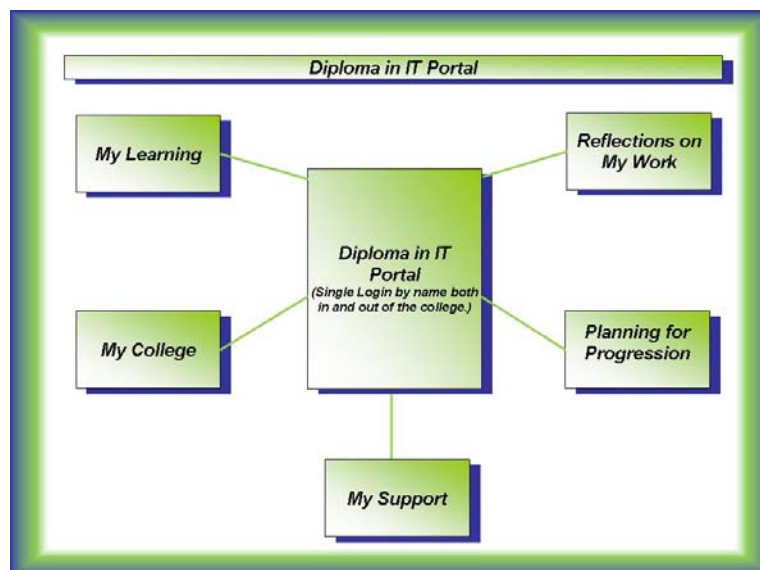 Diploma in IT Portal
My Learning
Reflections on
My Work
Diploma in IT
Portal
(Single Login by name both
in and out of the college.)
My College
Planning for
Progression
My Support